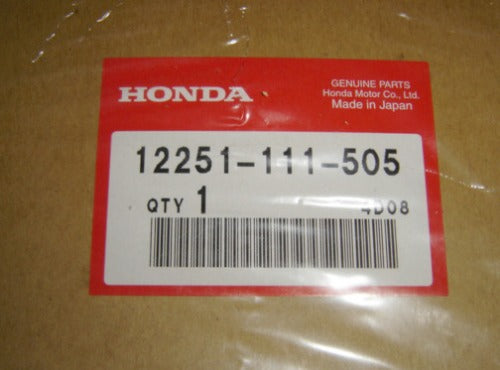 HONDA
GENUINE PARTS
Honda Motor Co., Ltd.
Made in Japan
12251-111-505
QTY 1 4D08